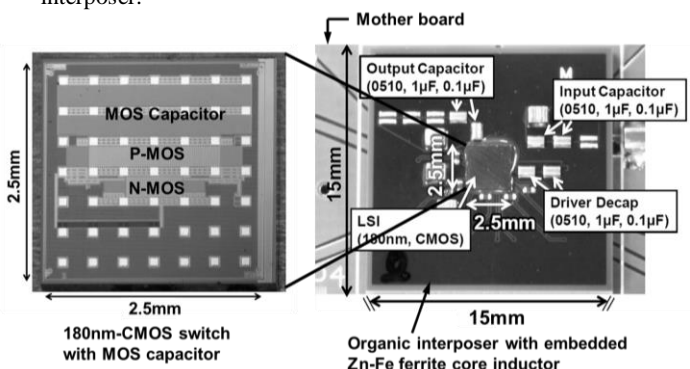 interposer.
Mother board
Output Capacitor
(0510, 1µF, 0.1µF)
Input Capacitor
(0510, 1µF, 0.1µF)
MOS Capacitor
P-MOS
N-MOS
2.5mm
2.5mm
180nm-CMOS switch
with MOS capacitor
15mm
2.5mm
2.5mm
LSI
(180nm, CMOS)
Driver Decap
(0510, 1µF, 0.1µF)
15mm
Organic interposer with embedded
Zn-Fe ferrite core inductor